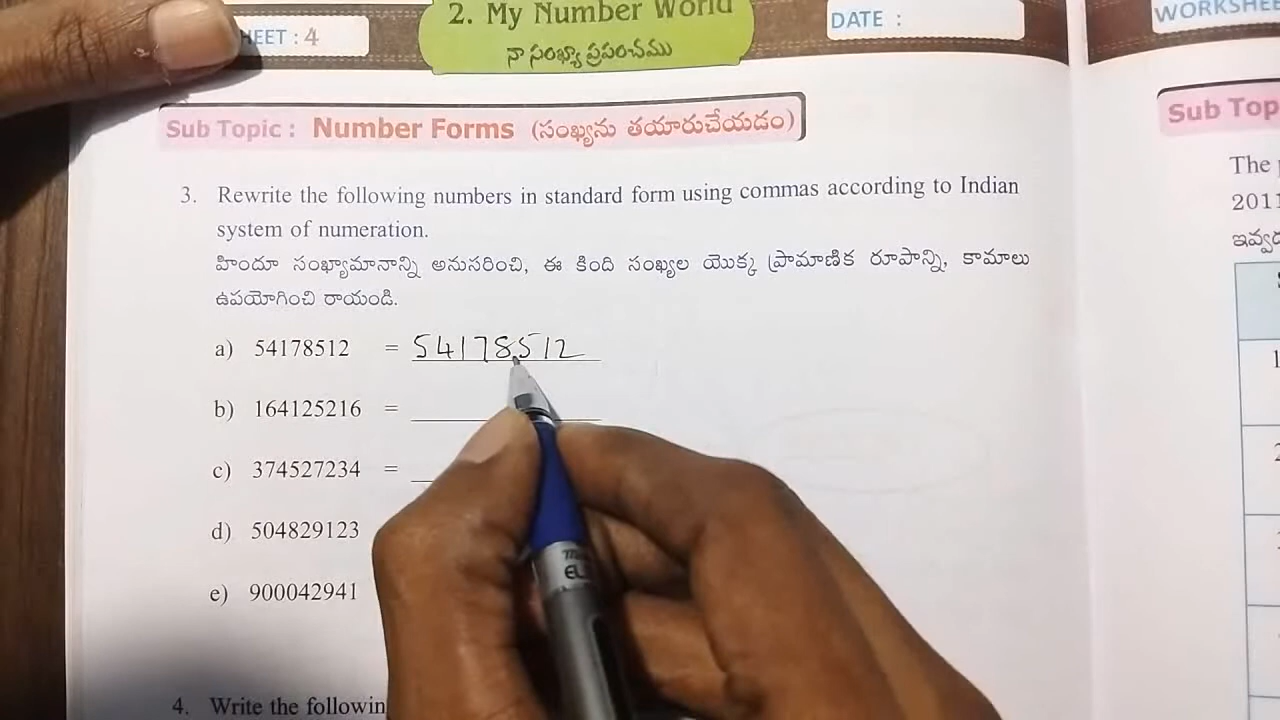 HEET : 4
2. My Number World
నా సంఖ్యా ప్రపంచము
DATE :
WORKSHEE
Sub Topic : Number Forms (సంఖ్యను తయారుచేయడం)
3. Rewrite the following numbers in standard form using commas according to Indian
system of numeration.
హిందూ సంఖ్యామానాన్ని అనుసరించి, ఈ కింది సంఖ్యల యొక్క ప్రామాణిక రూపాన్ని, కామాలు
ఉపయోగించి రాయండి.
a) 54178512 = 54178512
b) 164125216 =
c) 374527234 =
d) 504829123
e) 900042941
4. Write the followin
Sub Top
The
2011